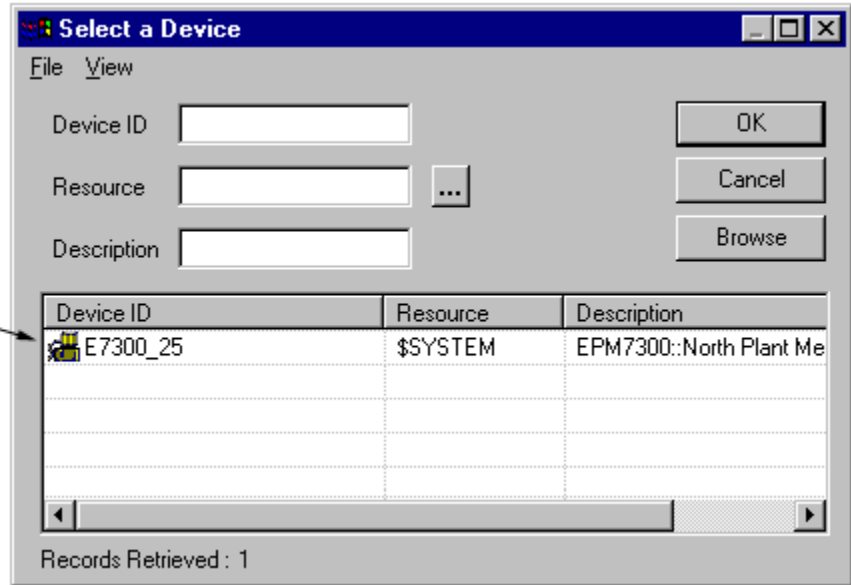 Select a Device
File View
Device ID
OK
Resource
...
Cancel
Description
Browse
Device ID Resource Description
E7300_25 $SYSTEM EPM7300::North Plant Me
Records Retrieved : 1